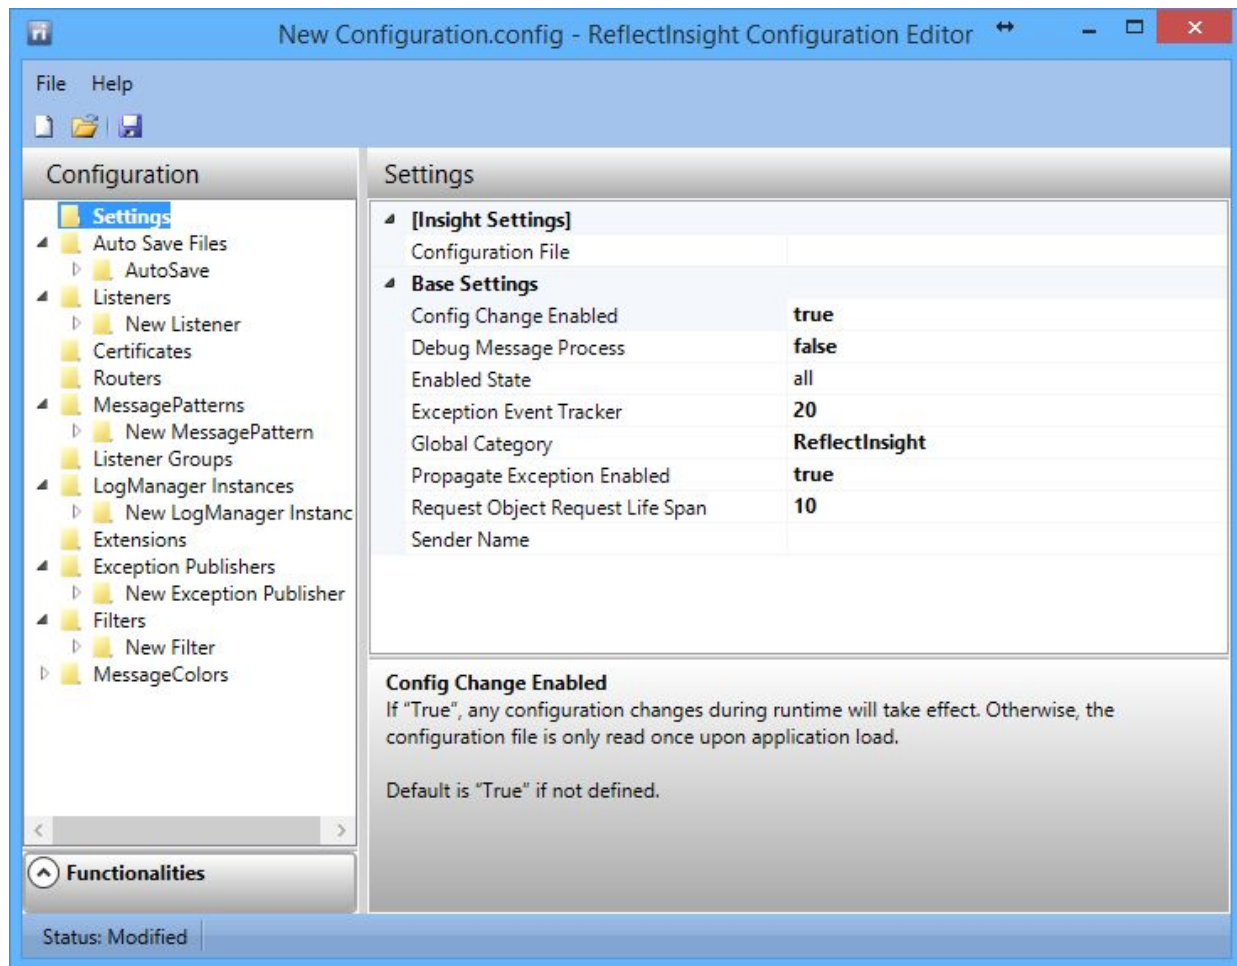 New Configuration.config - ReflectInsight Configuration Editor
File Help
Configuration
Settings
Auto Save Files
AutoSave
Listeners
New Listener
Certificates
Routers
MessagePatterns
New MessagePattern
Listener Groups
LogManager Instances
New LogManager Instanc
Extensions
Exception Publishers
New Exception Publisher
Filters
New Filter
MessageColors
Functionalities
Settings
[Insight Settings]
Configuration File
Base Settings
Config Change Enabled true
Debug Message Process false
Enabled State all
Exception Event Tracker 20
Global Category ReflectInsight
Propagate Exception Enabled true
Request Object Request Life Span 10
Sender Name
Config Change Enabled
If “True”, any configuration changes during runtime will take effect. Otherwise, the
configuration file is only read once upon application load.
Default is “True” if not defined.
Status: Modified